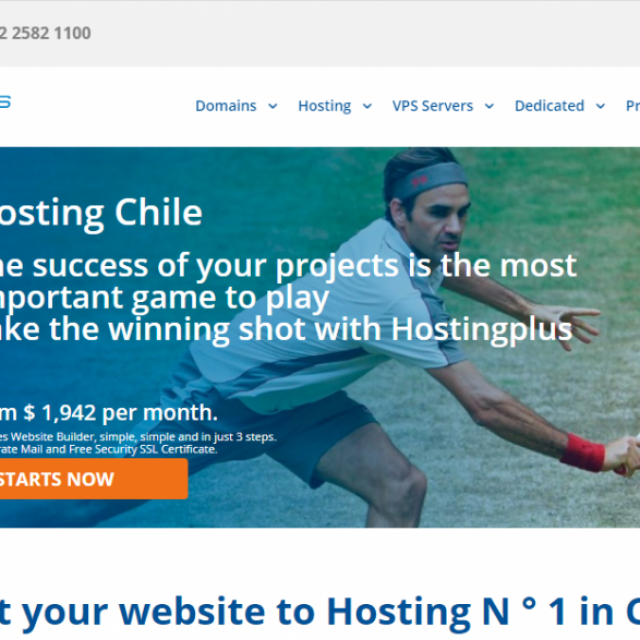 2 2582 1100
s
Domains Hosting VPS Servers Dedicated Pr
osting Chile
ne success of your projects is the most
mportant game to play
ake the winning shot with Hostingplus
m $ 1,942 per month.
es Website Builder, simple, simple and in just 3 steps.
rate Mail and Free Security SSL Certificate.
STARTS NOW
t your website to Hosting N ° 1 in C